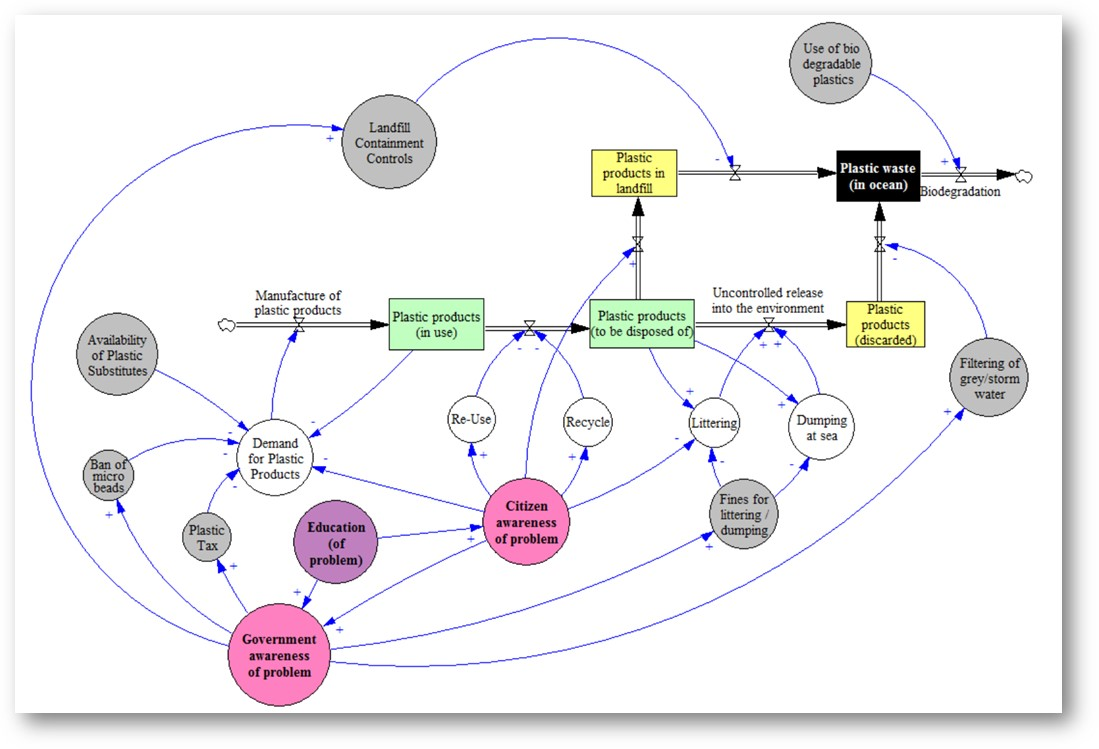 Use of bio
degradable
plastics
Landfill
Containment
Controls
+
-
+
Plastic
products in
landfill
Plastic waste
(in ocean)
Biodegradation
+
-
Manufacture of
plastic products
Uncontrolled release
into the environment
Plastic products
(in use)
Plastic products
(to be disposed of)
Plastic
products
(discarded)
Availability
of Plastic
Substitutes
- -
+ +
Filtering of
grey/storm
water
+
+
+
Re-Use
Recycle
Littering
Dumping
at sea
-
-
-
-
-
-
Demand
for Plastic
Products
Ban of
micro
beads
+
+
-
-
Citizen
awareness
of problem
Fines for
littering /
dumping
+
Plastic
Tax
Education
(of
problem)
+
+
+
+
+
Government
awareness
of problem